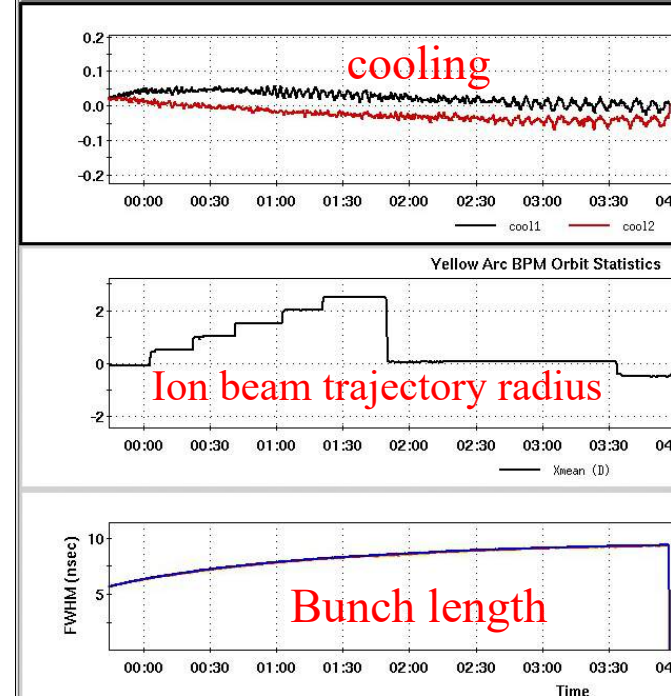 cooling
0.2
0.1
0.0
-0.1
-0.2
00:00 00:30 01:00 01:30 02:00 02:30 03:00 03:30 04
cool1 cool2
Yellow Arc BPM Orbit Statistics
2
0
-2
Ion beam trajectory radius
00:00 00:30 01:00 01:30 02:00 02:30 03:00 03:30 04
Xmean (D)
FWHM (nsec)
10
5
Bunch length
00:00 00:30 01:00 01:30 02:00 02:30 03:00 03:30 04
Time